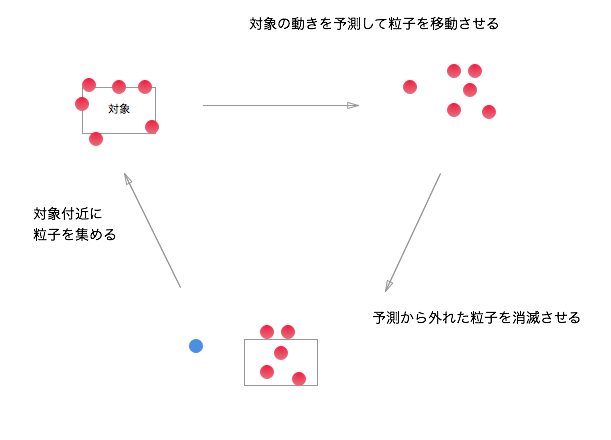 対象の動きを予測して粒子を移動させる
対象
対象付近に
粒子を集める
予測から外れた粒子を消滅させる